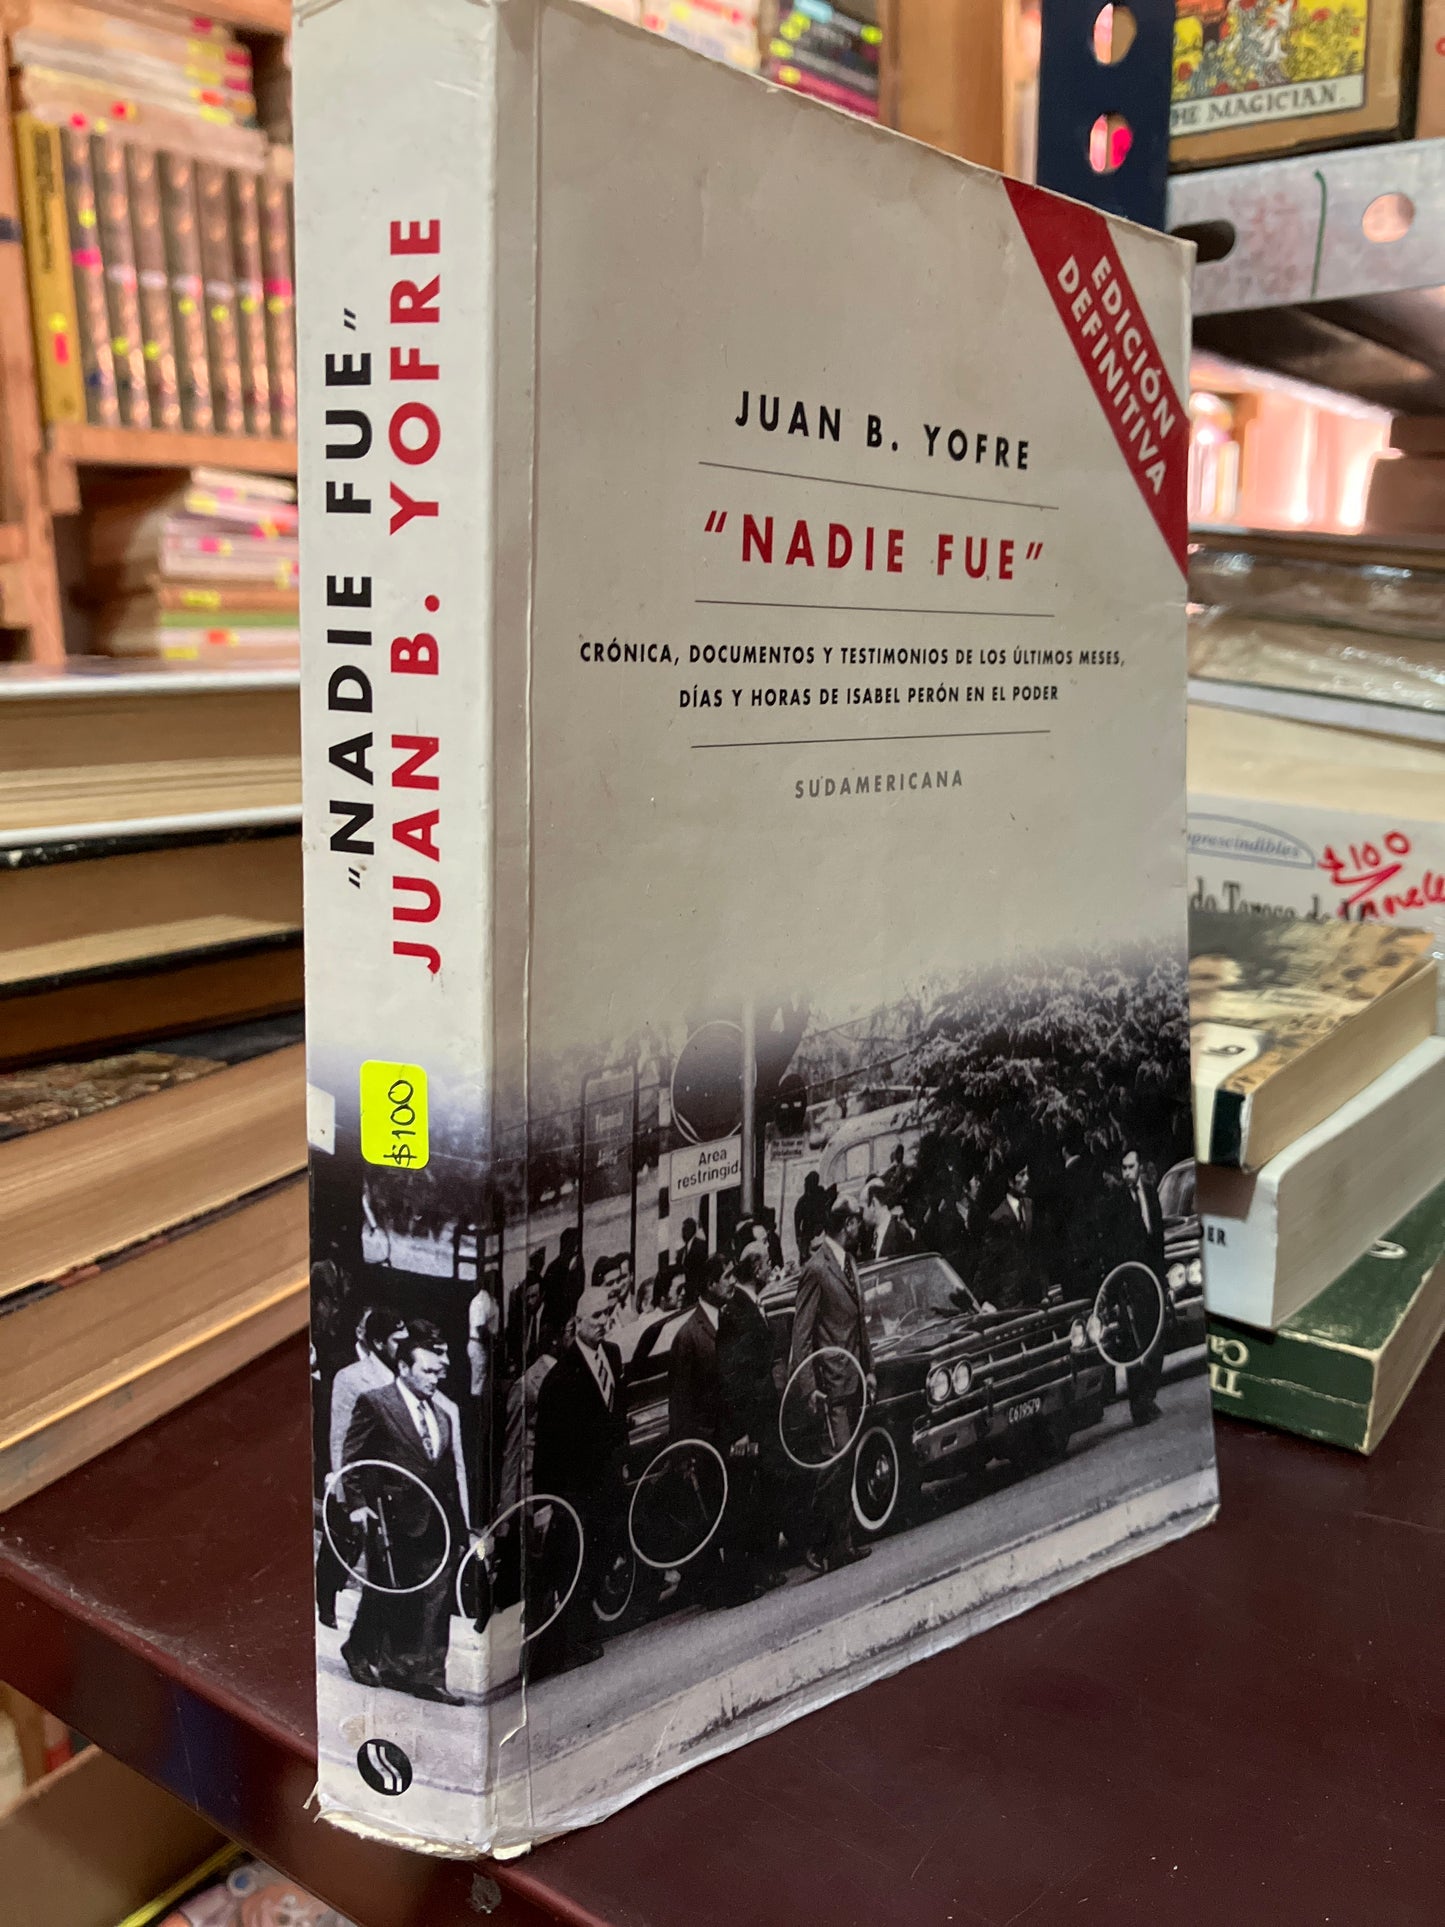 "NADIE FUE"
JUAN B. YOFRE
$100
EDICIÓN
DEFINITIVA
JUAN B. YOFRE
"NADIE FUE"
CRÓNICA, DOCUMENTOS Y TESTIMONIOS DE LOS ÚLTIMOS MESES,
DÍAS Y HORAS DE ISABEL PERÓN EN EL PODER
SUDAMERICANA
Area
restringid
C619579
THE MAGICIAN.
$100